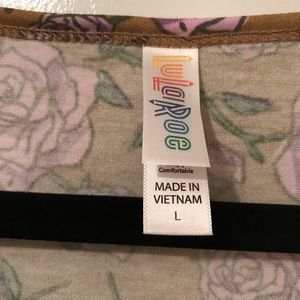 LuLaRoe
Comfortable
MADE IN
VIETNAM
L